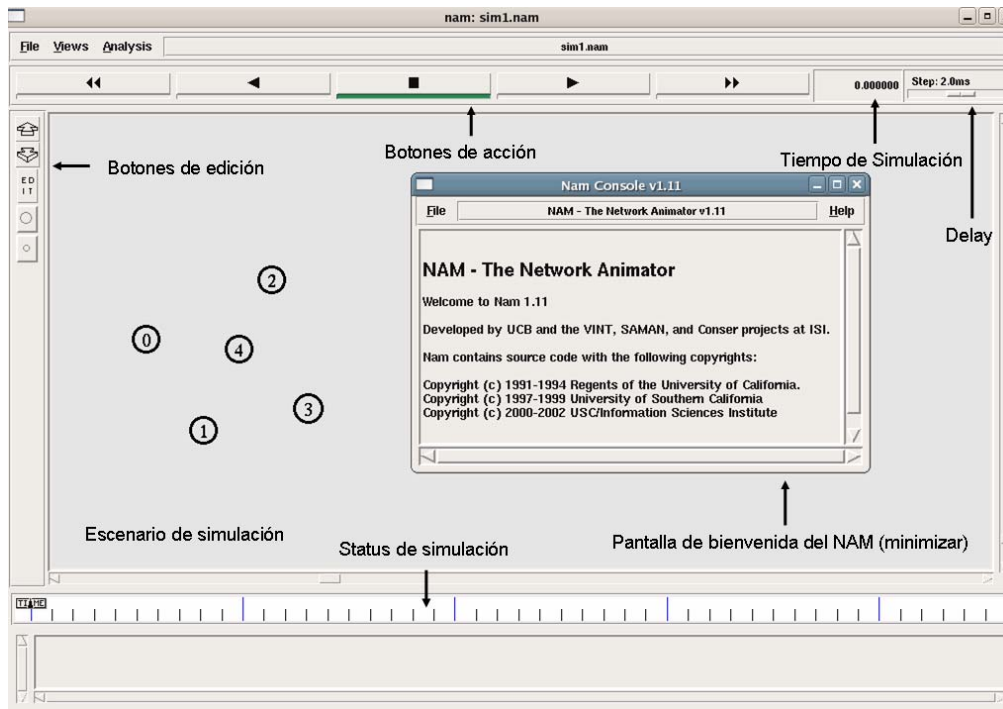 nam: sim1.nam
File Views Analysis sim1.nam
0.000000 Step: 2.0ms
Botones de edición
Botones de acción
Tiempo de Simulación
Delay
ED
IT
Nam Console v1.11
File NAM - The Network Animator v1.11 Help
NAM - The Network Animator
Welcome to Nam 1.11
Developed by UCB and the VINT, SAMAN, and Conser projects at ISI.
Nam contains source code with the following copyrights:
Copyright (c) 1991-1994 Regents of the University of California.
Copyright (c) 1997-1999 University of Southern California
Copyright (c) 2000-2002 USC/Information Sciences Institute
2
0
4
3
1
Escenario de simulación
Status de simulación
Pantalla de bienvenida del NAM (minimizar)
TIME